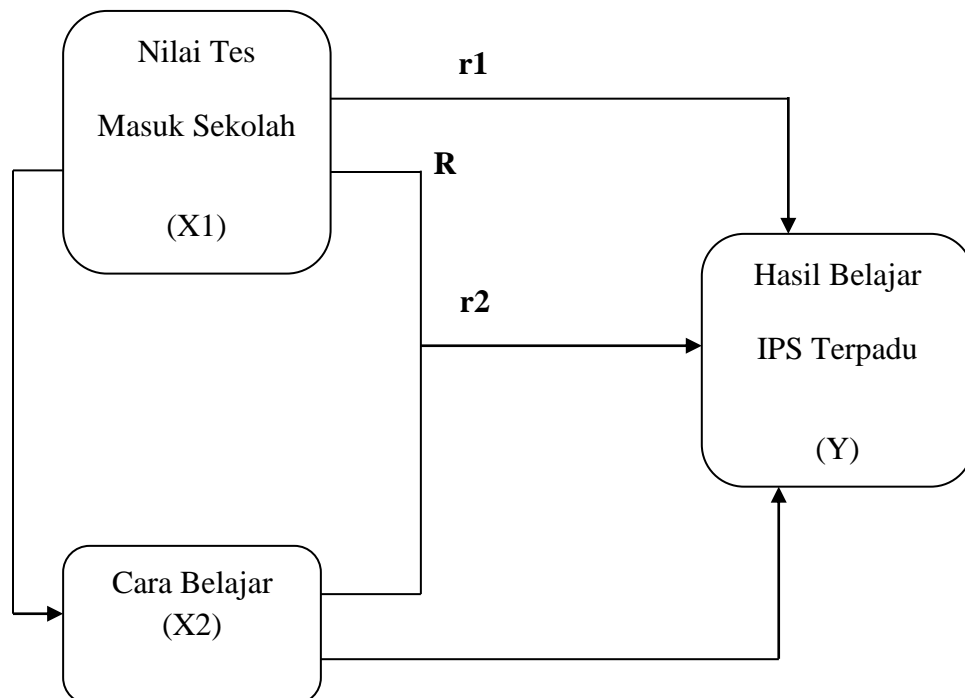 Nilai Tes
Masuk Sekolah
(X1)
r1
R
r2
Hasil Belajar
IPS Terpadu
(Y)
Cara Belajar
(X2)